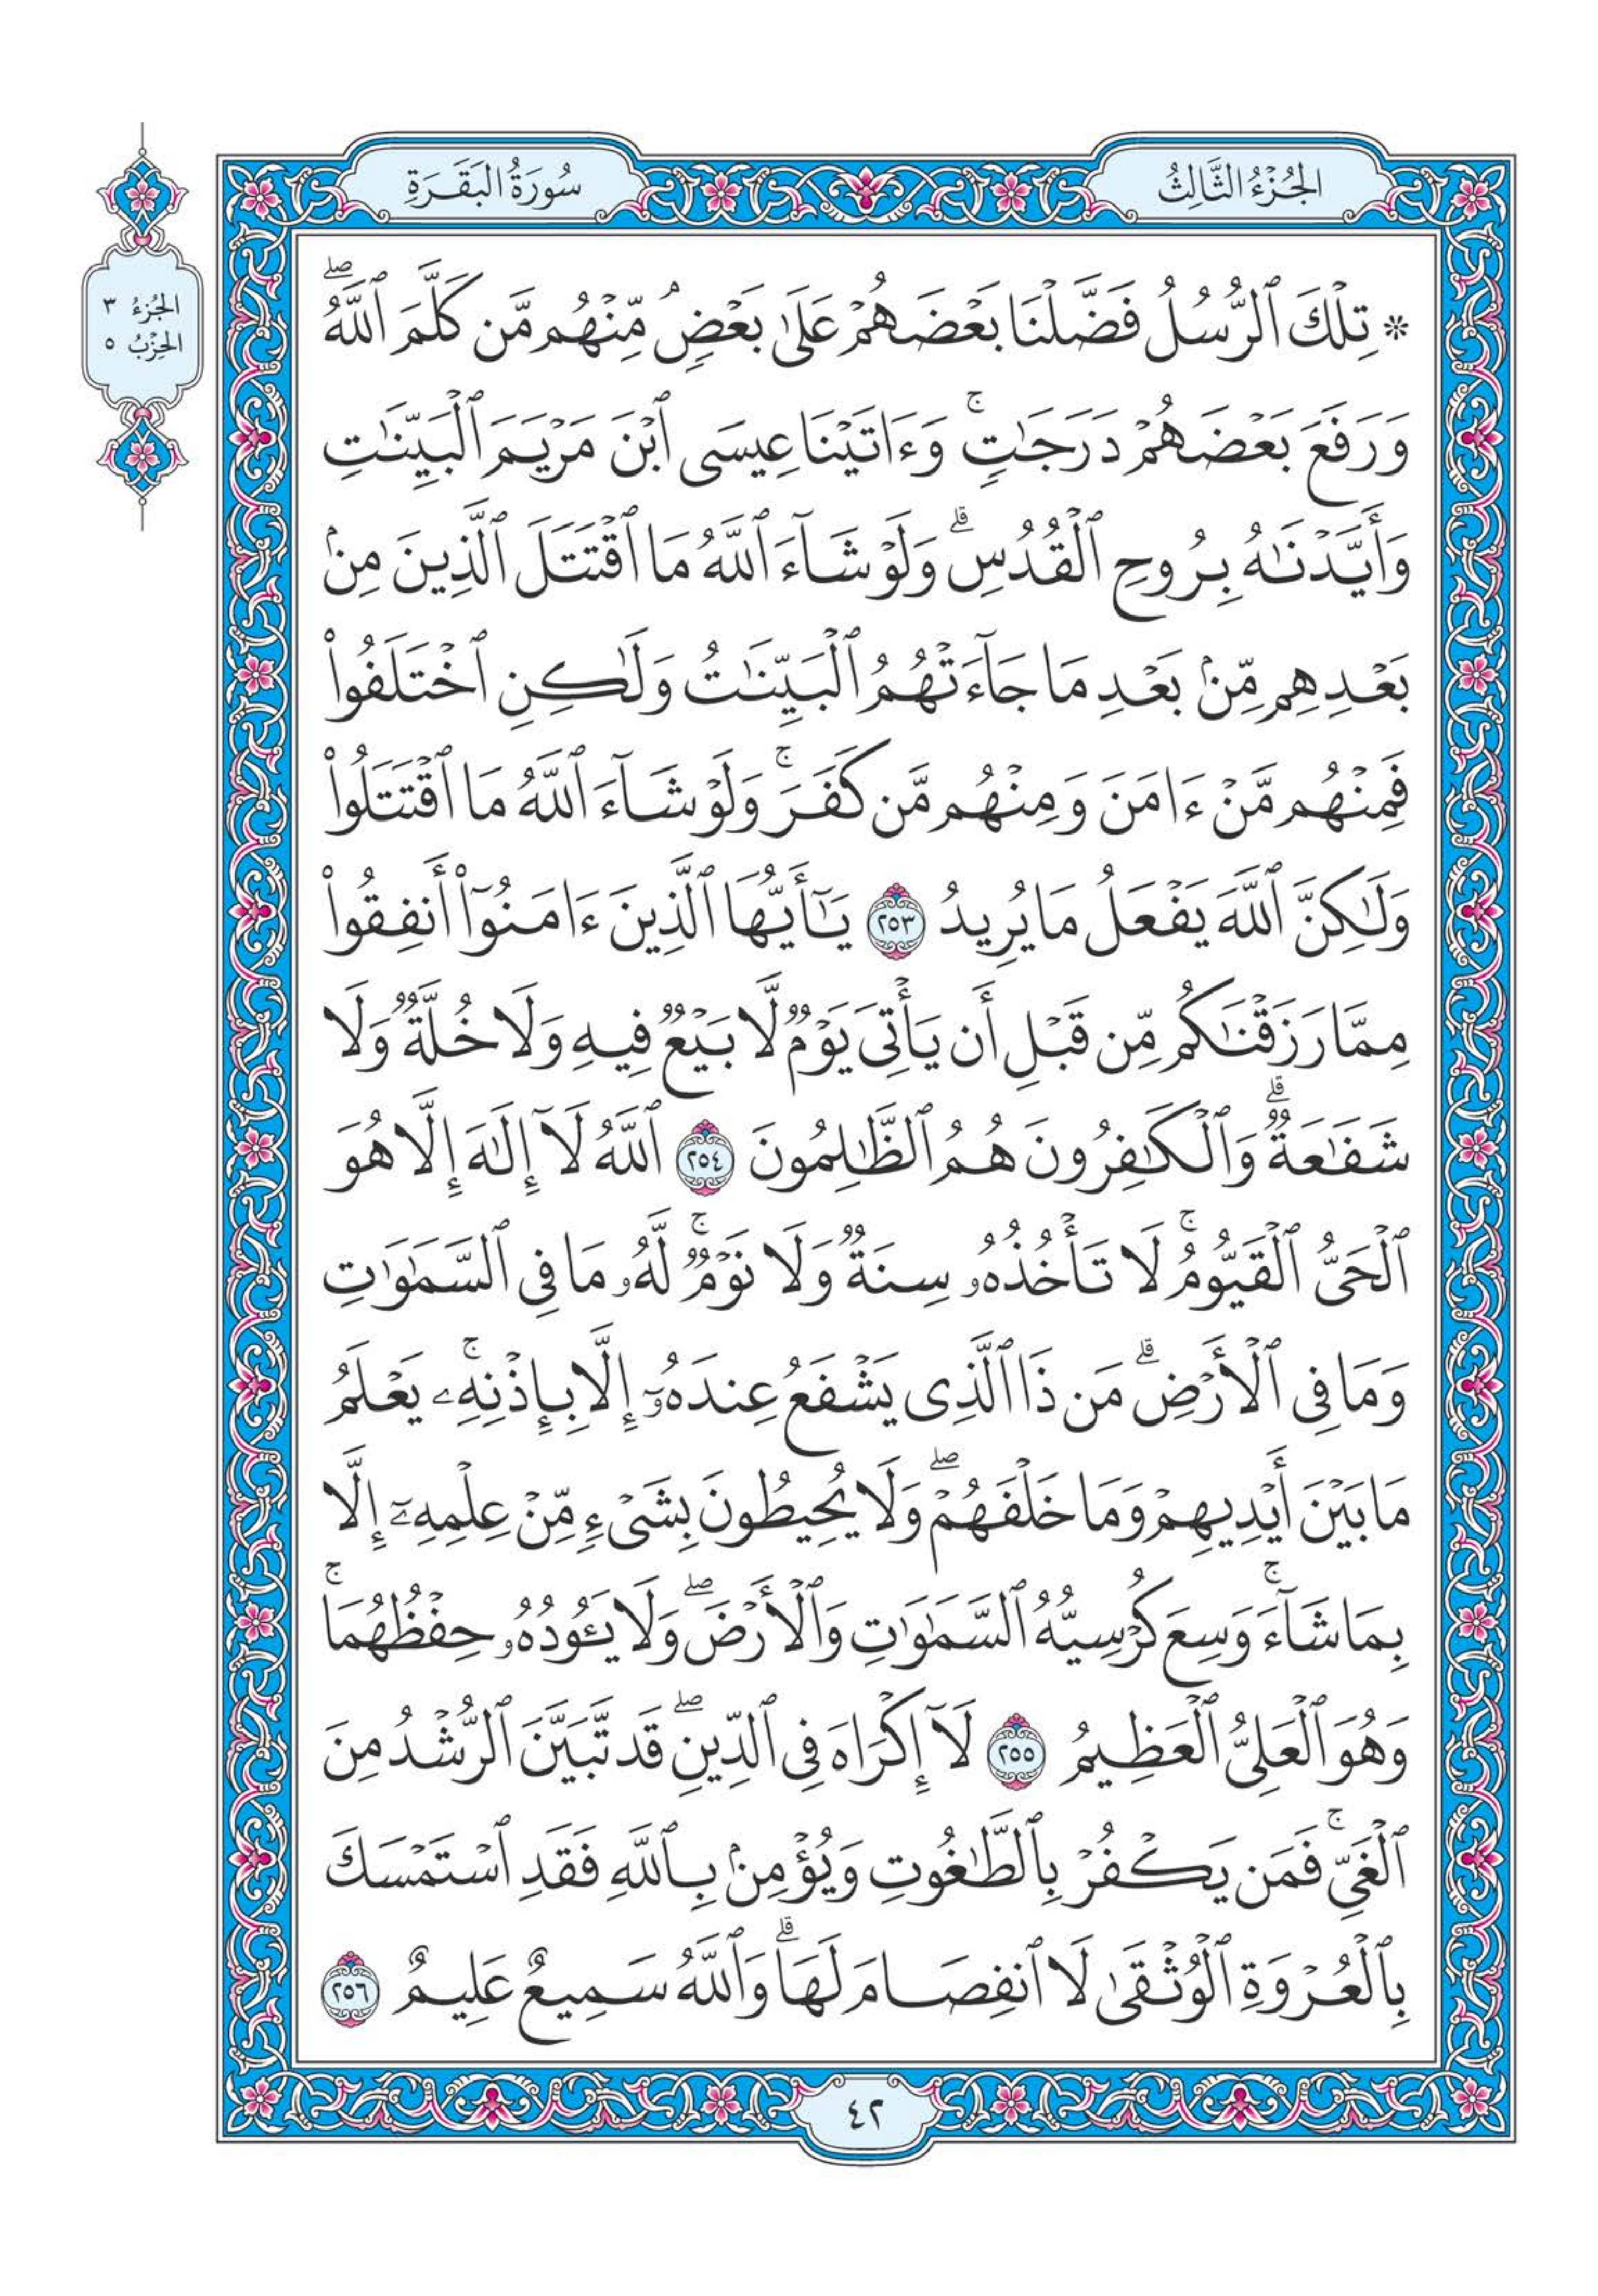 الجُزْءُ الثَّالِثُ
سُورَةُ البَقَرَةِ
الجُزْءُ ٣
الحِزْبُ ٥
۞ تِلْكَ ٱلرُّسُلُ فَضَّلْنَا بَعْضَهُمْ عَلَىٰ بَعْضٍۘ مِّنْهُم مَّن كَلَّمَ ٱللَّهُۖ
وَرَفَعَ بَعْضَهُمْ دَرَجَٰتٍۚ وَءَاتَيْنَا عِيسَى ٱبْنَ مَرْيَمَ ٱلْبَيِّنَٰتِ
وَأَيَّدْنَٰهُ بِرُوحِ ٱلْقُدُسِۗ وَلَوْ شَآءَ ٱللَّهُ مَا ٱقْتَتَلَ ٱلَّذِينَ مِنۢ
بَعْدِهِم مِّنۢ بَعْدِ مَا جَآءَتْهُمُ ٱلْبَيِّنَٰتُ وَلَٰكِنِ ٱخْتَلَفُوا۟
فَمِنْهُم مَّنْ ءَامَنَ وَمِنْهُم مَّن كَفَرَۚ وَلَوْ شَآءَ ٱللَّهُ مَا ٱقْتَتَلُوا۟
وَلَٰكِنَّ ٱللَّهَ يَفْعَلُ مَا يُرِيدُ ٢٥٣ يَٰٓأَيُّهَا ٱلَّذِينَ ءَامَنُوٓا۟ أَنفِقُوا۟
مِمَّا رَزَقْنَٰكُم مِّن قَبْلِ أَن يَأْتِىَ يَوْمٌ لَّا بَيْعٌ فِيهِ وَلَا خُلَّةٌ وَلَا
شَفَٰعَةٌۗ وَٱلْكَٰفِرُونَ هُمُ ٱلظَّٰلِمُونَ ٢٥٤ ٱللَّهُ لَآ إِلَٰهَ إِلَّا هُوَ
ٱلْحَىُّ ٱلْقَيُّومُۚ لَا تَأْخُذُهُۥ سِنَةٌ وَلَا نَوْمٌۚ لَّهُۥ مَا فِى ٱلسَّمَٰوَٰتِ
وَمَا فِى ٱلْأَرْضِۗ مَن ذَا ٱلَّذِى يَشْفَعُ عِندَهُۥٓ إِلَّا بِإِذْنِهِۦۚ يَعْلَمُ
مَا بَيْنَ أَيْدِيهِمْ وَمَا خَلْفَهُمْۖ وَلَا يُحِيطُونَ بِشَىْءٍ مِّنْ عِلْمِهِۦٓ إِلَّا
بِمَا شَآءَۚ وَسِعَ كُرْسِيُّهُ ٱلسَّمَٰوَٰتِ وَٱلْأَرْضَۖ وَلَا يَـُٔودُهُۥ حِفْظُهُمَاۚ
وَهُوَ ٱلْعَلِىُّ ٱلْعَظِيمُ ٢٥٥ لَآ إِكْرَاهَ فِى ٱلدِّينِۖ قَد تَّبَيَّنَ ٱلرُّشْدُ مِنَ
ٱلْغَىِّۚ فَمَن يَكْفُرْ بِٱلطَّٰغُوتِ وَيُؤْمِنۢ بِٱللَّهِ فَقَدِ ٱسْتَمْسَكَ
بِٱلْعُرْوَةِ ٱلْوُثْقَىٰ لَا ٱنفِصَامَ لَهَاۗ وَٱللَّهُ سَمِيعٌ عَلِيمٌ ٢٥٦
٤٢